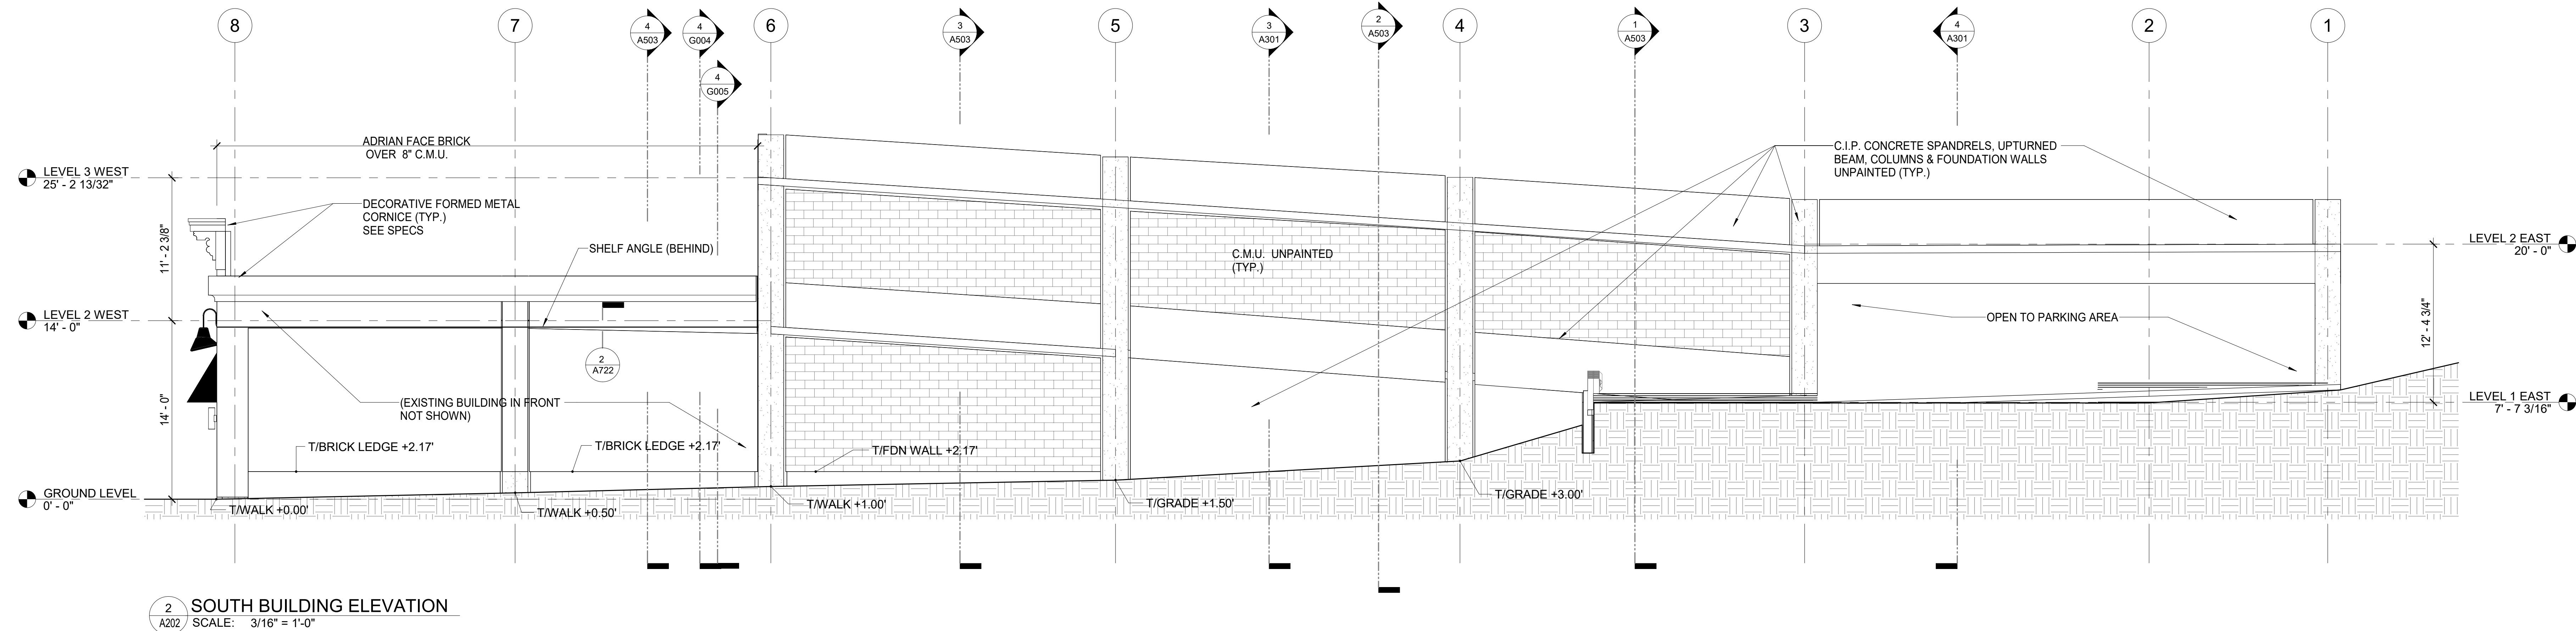 8
7
4
A503
4
G004
4
G005
6
3
A503
5
3
A301
2
A503
4
1
A503
3
4
A301
2
1
ADRIAN FACE BRICK
OVER 8" C.M.U.
C.I.P. CONCRETE SPANDRELS, UPTURNED
BEAM, COLUMNS & FOUNDATION WALLS
UNPAINTED (TYP.)
LEVEL 3 WEST
25' - 2 13/32"
DECORATIVE FORMED METAL
CORNICE (TYP.)
SEE SPECS
11' - 2 3/8"
SHELF ANGLE (BEHIND)
C.M.U. UNPAINTED
(TYP.)
LEVEL 2 EAST
20' - 0"
LEVEL 2 WEST
14' - 0"
OPEN TO PARKING AREA
12' - 4 3/4"
2
A722
14' - 0"
(EXISTING BUILDING IN FRONT
NOT SHOWN)
LEVEL 1 EAST
7' - 7 3/16"
T/BRICK LEDGE +2.17'
T/BRICK LEDGE +2.17'
T/FDN WALL +2.17'
GROUND LEVEL
0' - 0"
T/WALK +0.00'
T/WALK +0.50'
T/WALK +1.00'
T/GRADE +1.50'
T/GRADE +3.00'
2
A202
SOUTH BUILDING ELEVATION
SCALE: 3/16" = 1'-0"